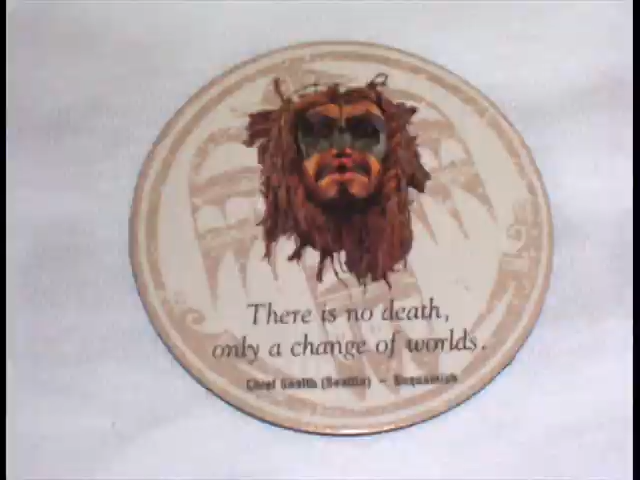 There is no death,
only a change of worlds.
Chief Sealth (Seattle) – Suquamish